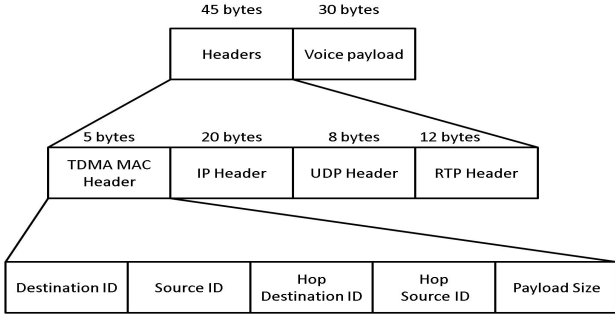 45 bytes 30 bytes
Headers Voice payload
5 bytes 20 bytes 8 bytes 12 bytes
TDMA MAC
Header
IP Header
UDP Header
RTP Header
Destination ID
Source ID
Hop
Destination ID
Hop
Source ID
Payload Size